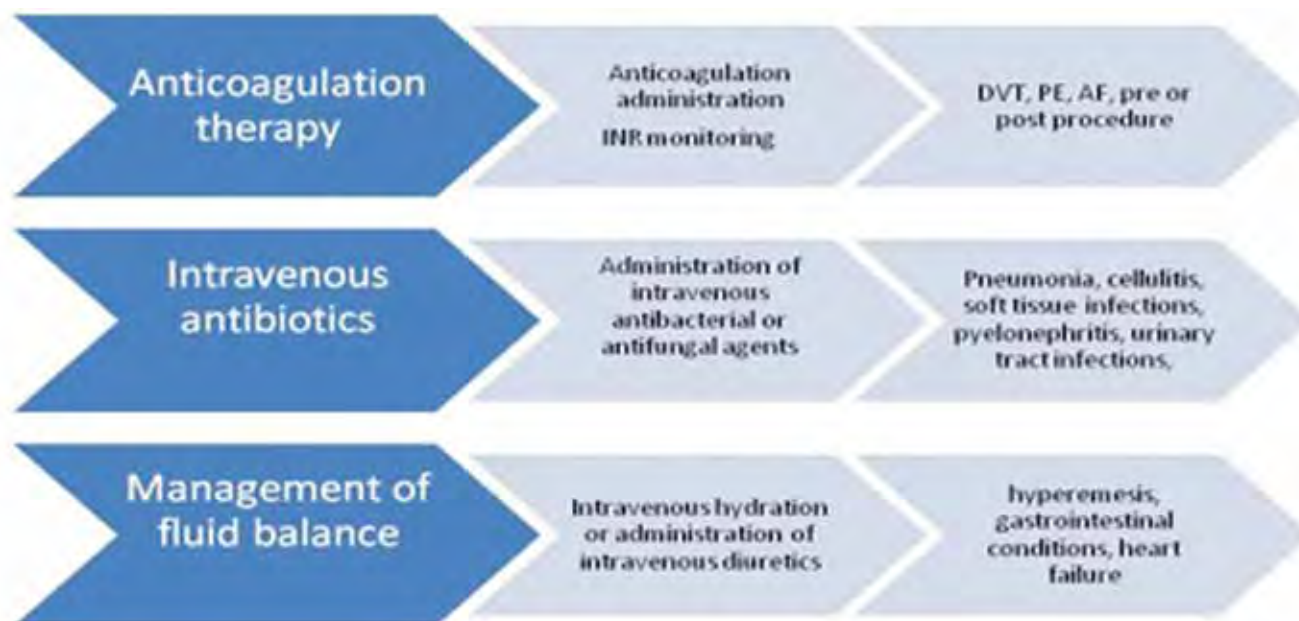 Anticoagulation
therapy
Anticoagulation
administration
INR monitoring
DVT, PE, AF, pre or
post procedure
Intravenous
antibiotics
Administration of
intravenous
antibacterial or
antifungal agents
Pneumonia, cellulitis,
soft tissue infections,
pyelonephritis, urinary
tract infections,
Management of
fluid balance
Intravenous hydration
or administration of
intravenous diuretics
hyperemesis,
gastrointestinal
conditions, heart
failure